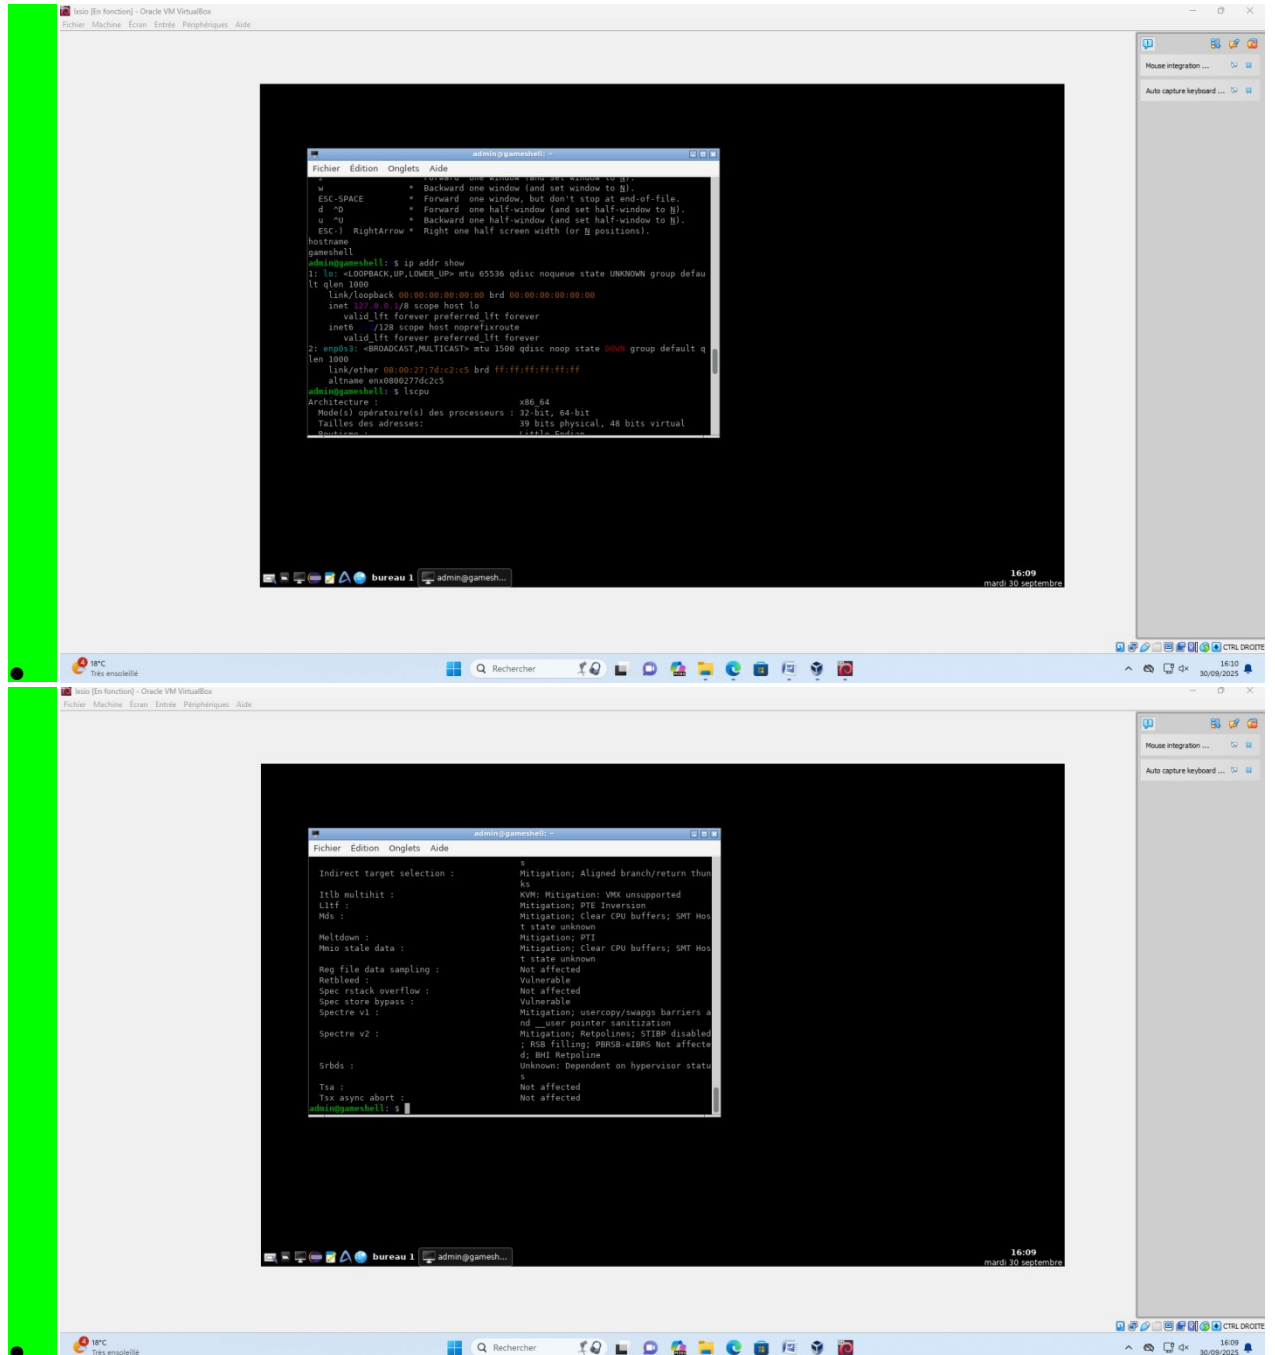 lxsio [En fonction] - Oracle VM VirtualBox
Fichier Machine Écran Entrée Périphériques Aide
Mouse integration ...
Auto capture keyboard ...
admin@gameshell: ~
Fichier Édition Onglets Aide
z * Forward one window (and set window to N).
w * Backward one window (and set window to N).
ESC-SPACE * Forward one window, but don't stop at end-of-file.
d ^D * Forward one half-window (and set half-window to N).
u ^U * Backward one half-window (and set half-window to N).
ESC-) RightArrow * Right one half screen width (or N positions).
hostname
gameshell
admin@gameshell: $ ip addr show
1: lo: <LOOPBACK,UP,LOWER_UP> mtu 65536 qdisc noqueue state UNKNOWN group defau
lt qlen 1000
link/loopback 00:00:00:00:00:00 brd 00:00:00:00:00:00
inet 127.0.0.1/8 scope host lo
valid_lft forever preferred_lft forever
inet6 /128 scope host noprefixroute
valid_lft forever preferred_lft forever
2: enp0s3: <BROADCAST,MULTICAST> mtu 1500 qdisc noop state DOWN group default q
len 1000
link/ether 08:00:27:7d:c2:c5 brd ff:ff:ff:ff:ff:ff
altname enx0800277dc2c5
admin@gameshell: $ lscpu
Architecture : x86_64
Mode(s) opératoire(s) des processeurs : 32-bit, 64-bit
Tailles des adresses: 39 bits physical, 48 bits virtual
Boutisme : Little Endian
bureau 1 admin@gamesh...
16:09
mardi 30 septembre
CTRL DROITE
4
18°C
Très ensoleillé
Rechercher
16:10
30/09/2025
lxsio [En fonction] - Oracle VM VirtualBox
Fichier Machine Écran Entrée Périphériques Aide
Mouse integration ...
Auto capture keyboard ...
admin@gameshell: ~
Fichier Édition Onglets Aide
s
Indirect target selection : Mitigation; Aligned branch/return thun
ks
Itlb multihit : KVM: Mitigation: VMX unsupported
L1tf : Mitigation; PTE Inversion
Mds : Mitigation; Clear CPU buffers; SMT Hos
t state unknown
Meltdown : Mitigation; PTI
Mmio stale data : Mitigation; Clear CPU buffers; SMT Hos
t state unknown
Reg file data sampling : Not affected
Retbleed : Vulnerable
Spec rstack overflow : Not affected
Spec store bypass : Vulnerable
Spectre v1 : Mitigation; usercopy/swapgs barriers a
nd __user pointer sanitization
Spectre v2 : Mitigation; Retpolines; STIBP disabled
; RSB filling; PBRSB-eIBRS Not affecte
d; BHI Retpoline
Srbds : Unknown: Dependent on hypervisor statu
s
Tsa : Not affected
Tsx async abort : Not affected
admin@gameshell: $
bureau 1 admin@gamesh...
16:09
mardi 30 septembre
CTRL DROITE
4
18°C
Très ensoleillé
Rechercher
16:09
30/09/2025